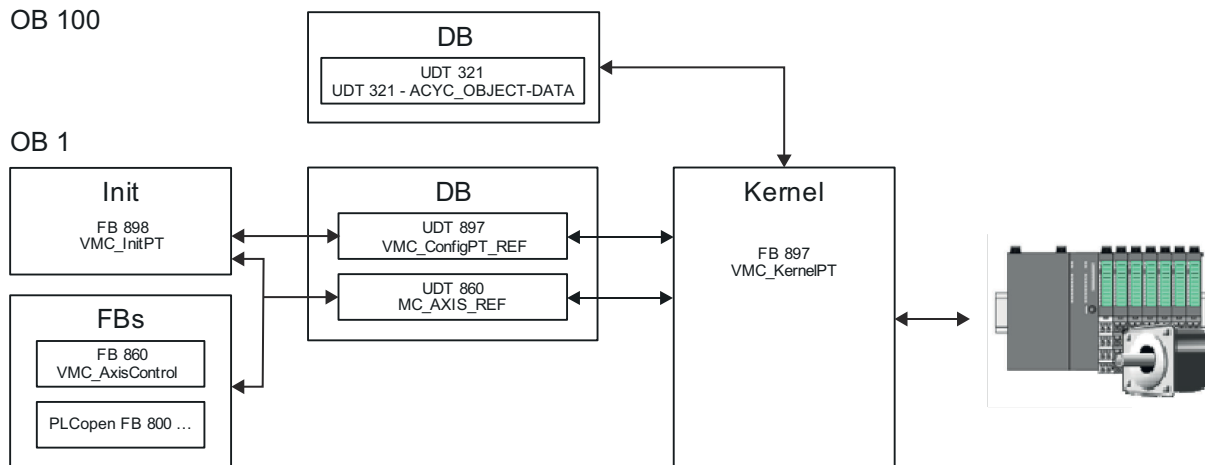 OB 100
DB
UDT 321
UDT 321 - ACYC_OBJECT-DATA
OB 1
Init
FB 898
VMC_InitPT
DB
UDT 897
VMC_ConfigPT_REF
UDT 860
MC_AXIS_REF
Kernel
FB 897
VMC_KernelPT
FBs
FB 860
VMC_AxisControl
PLCopen FB 800 ...